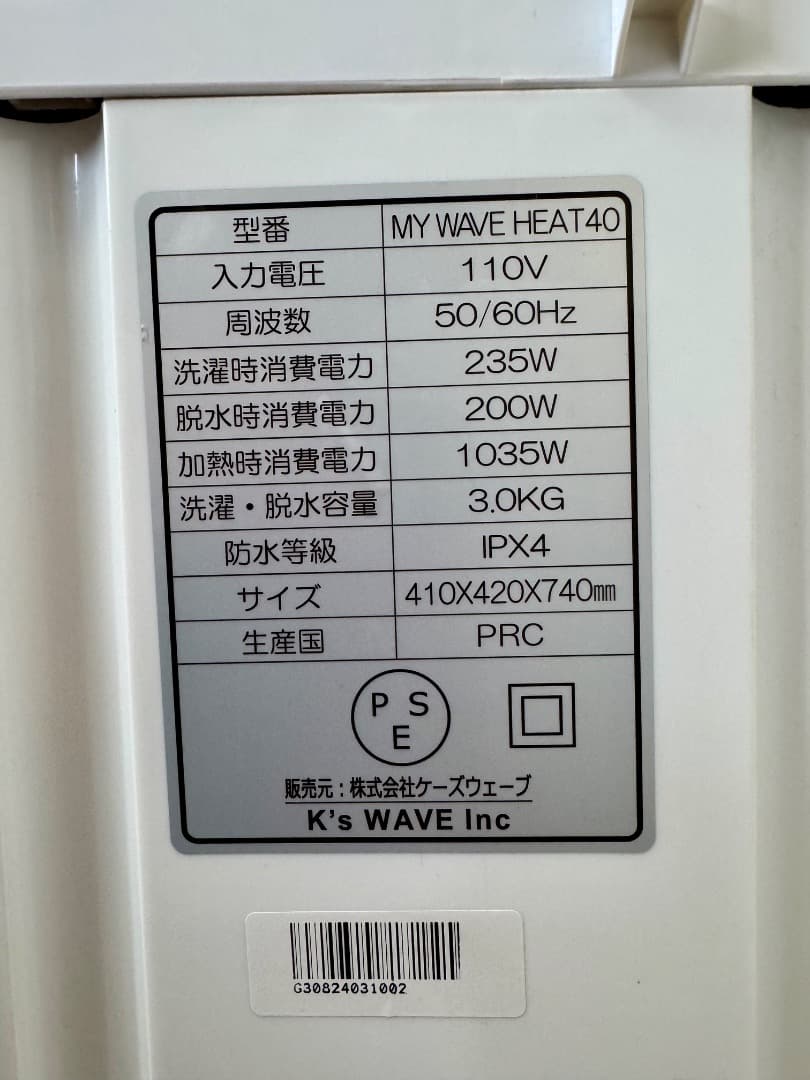 型番 MY WAVE HEAT40
入力電圧 110V
周波数 50/60Hz
洗濯時消費電力 235W
脱水時消費電力 200W
加熱時消費電力 1035W
洗濯・脱水容量 3.0KG
防水等級 IPX4
サイズ 410X420X740㎜
生産国 PRC
P S
E
販売元：株式会社ケーズウェーブ
K's WAVE Inc
G30824031002